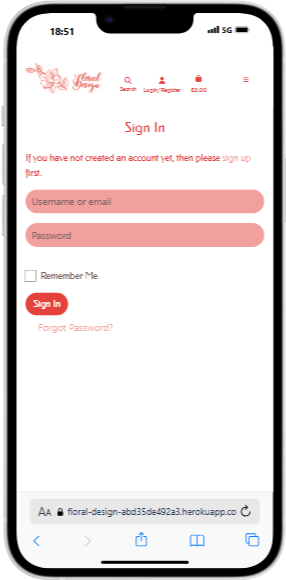 18:51
5G
Floral
Design
Search
Login/Register
£0.00
Sign In
If you have not created an account yet, then please sign up
first.
Username or email
Password
Remember Me
Sign In
Forgot Password?
AA floral-design-abd35de492a3.herokuapp.co